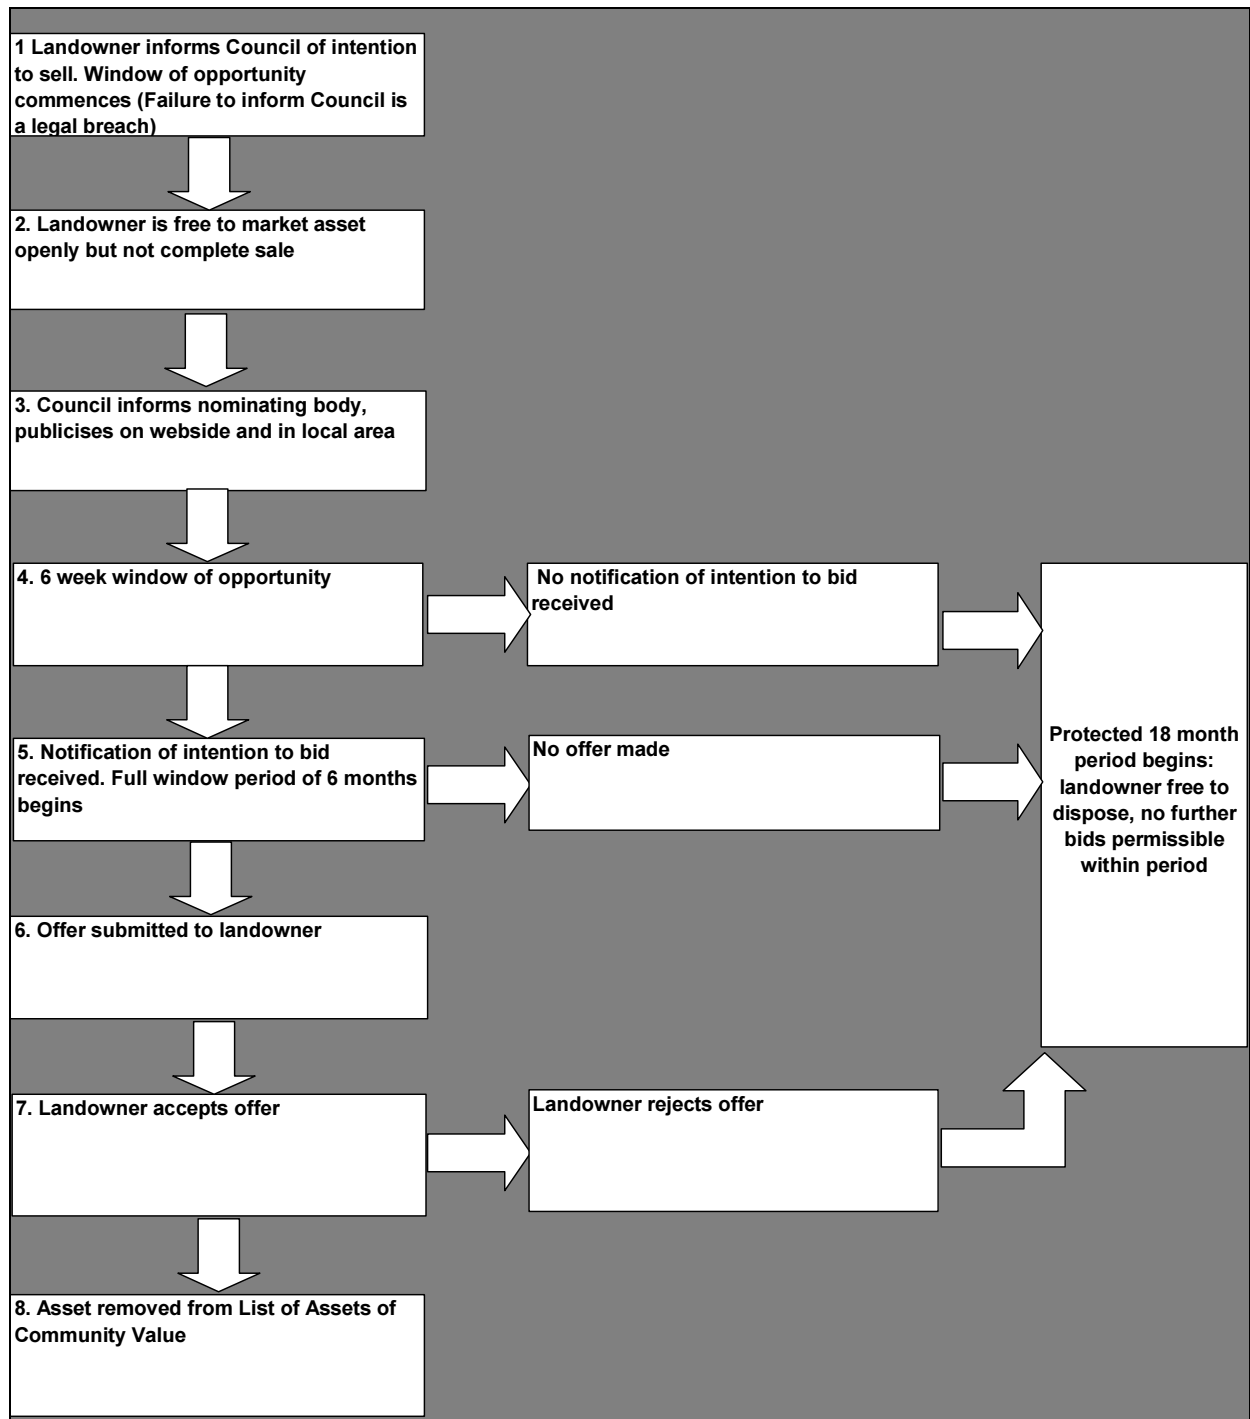 1 Landowner informs Council of intention
to sell. Window of opportunity
commences (Failure to inform Council is
a legal breach)
2. Landowner is free to market asset
openly but not complete sale
3. Council informs nominating body,
publicises on webside and in local area
4. 6 week window of opportunity
No notification of intention to bid
received
5. Notification of intention to bid
received. Full window period of 6 months
begins
No offer made
Protected 18 month
period begins:
landowner free to
dispose, no further
bids permissible
within period
6. Offer submitted to landowner
7. Landowner accepts offer
Landowner rejects offer
8. Asset removed from List of Assets of
Community Value